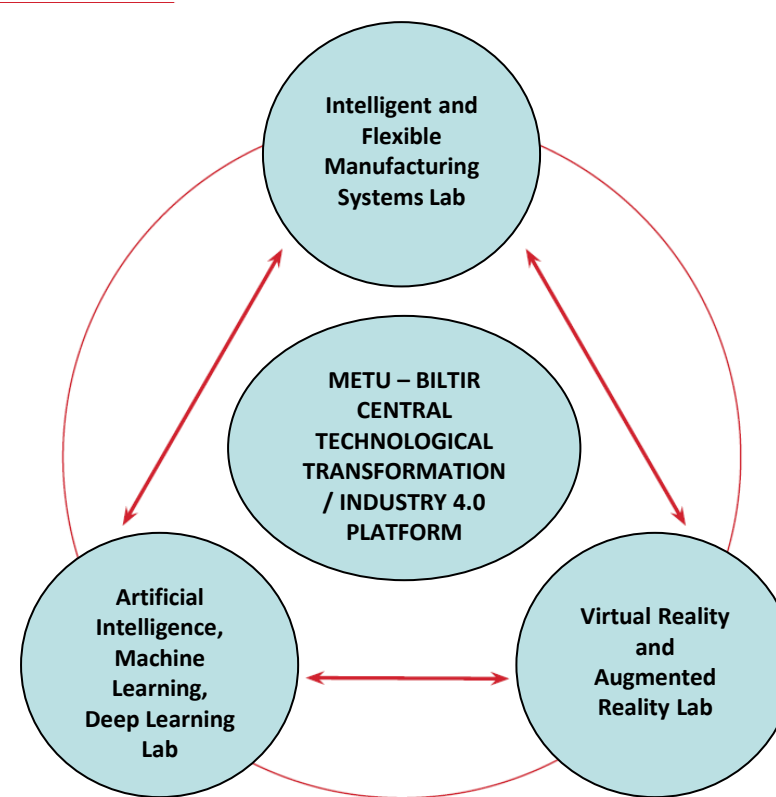 Intelligent and
Flexible
Manufacturing
Systems Lab
METU – BILTIR
CENTRAL
TECHNOLOGICAL
TRANSFORMATION
/ INDUSTRY 4.0
PLATFORM
Artificial
Intelligence,
Machine
Learning,
Deep Learning
Lab
Virtual Reality
and
Augmented
Reality Lab